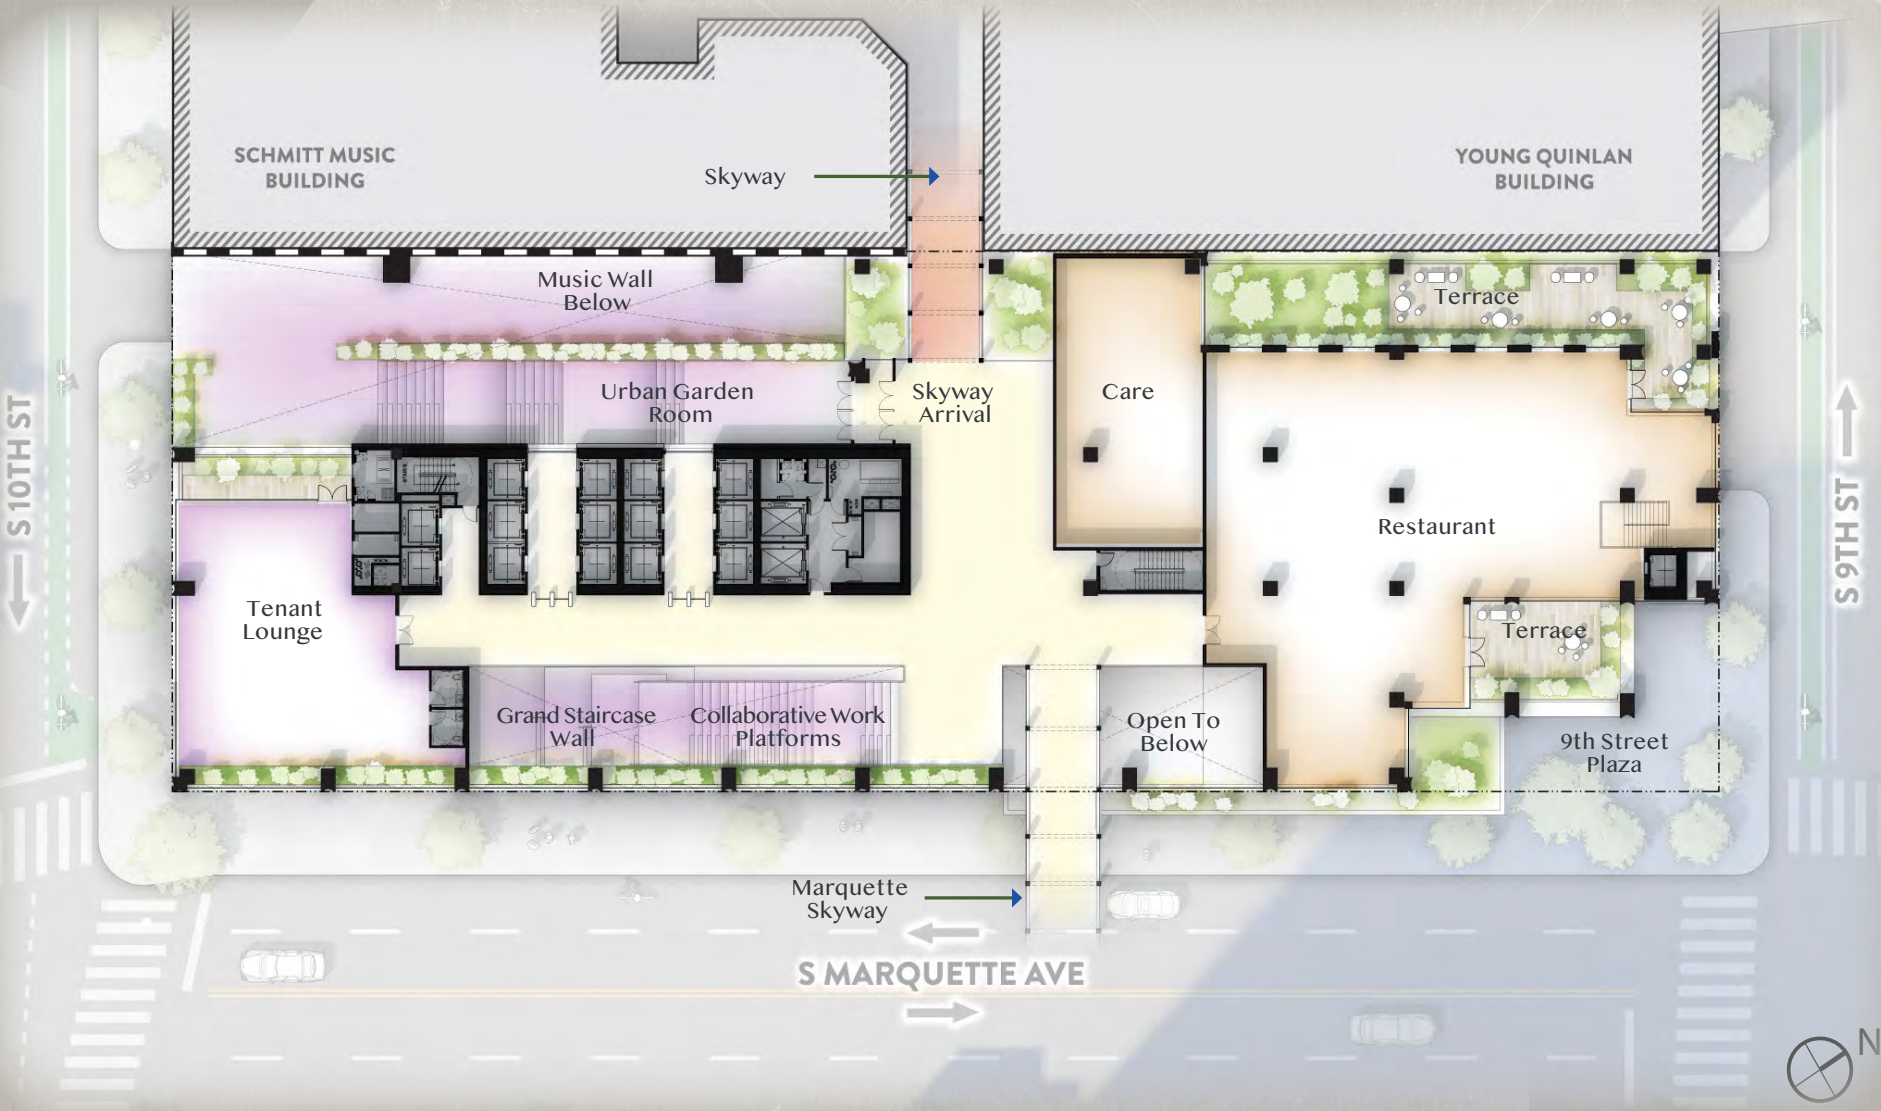 SCHMITT MUSIC
BUILDING
Skyway
YOUNG QUINLAN
BUILDING
Music Wall
Below
Terrace
Urban Garden
Room
Skyway
Arrival
Care
S 10TH ST
S 9TH ST
Restaurant
Tenant
Lounge
Terrace
Grand Staircase
Wall
Collaborative Work
Platforms
Open To
Below
9th Street
Plaza
Marquette
Skyway
S MARQUETTE AVE
N